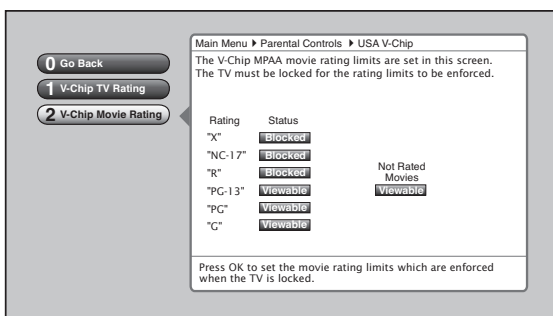 Main Menu ▶ Parental Controls ▶ USA V-Chip
0 Go Back
1 V-Chip TV Rating
2 V-Chip Movie Rating
The V-Chip MPAA movie rating limits are set in this screen.
The TV must be locked for the rating limits to be enforced.
Rating Status
"X" Blocked
"NC-17" Blocked
"R" Blocked
"PG-13" Viewable
"PG" Viewable
"G" Viewable
Not Rated
Movies
Viewable
Press OK to set the movie rating limits which are enforced
when the TV is locked.